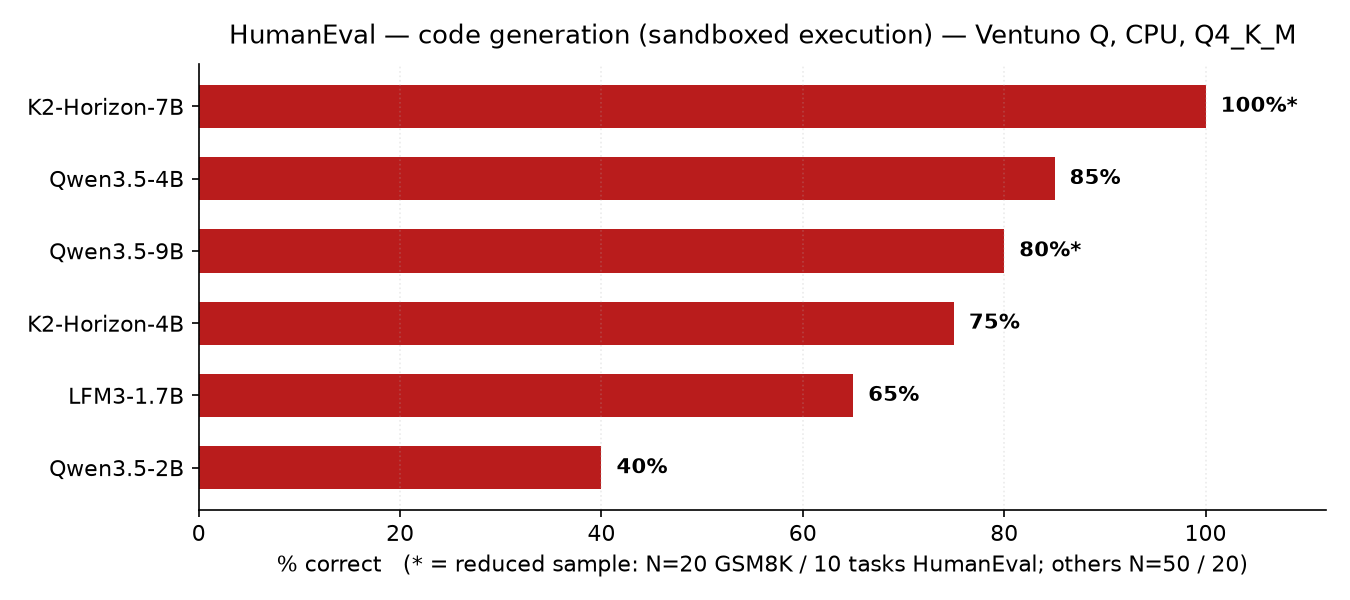 HumanEval — code generation (sandboxed execution) — Ventuno Q, CPU, Q4_K_M
K2-Horizon-7B 100%*
Qwen3.5-4B 85%
Qwen3.5-9B 80%*
K2-Horizon-4B 75%
LFM3-1.7B 65%
Qwen3.5-2B 40%
0 20 40 60 80 100
% correct (* = reduced sample: N=20 GSM8K / 10 tasks HumanEval; others N=50 / 20)